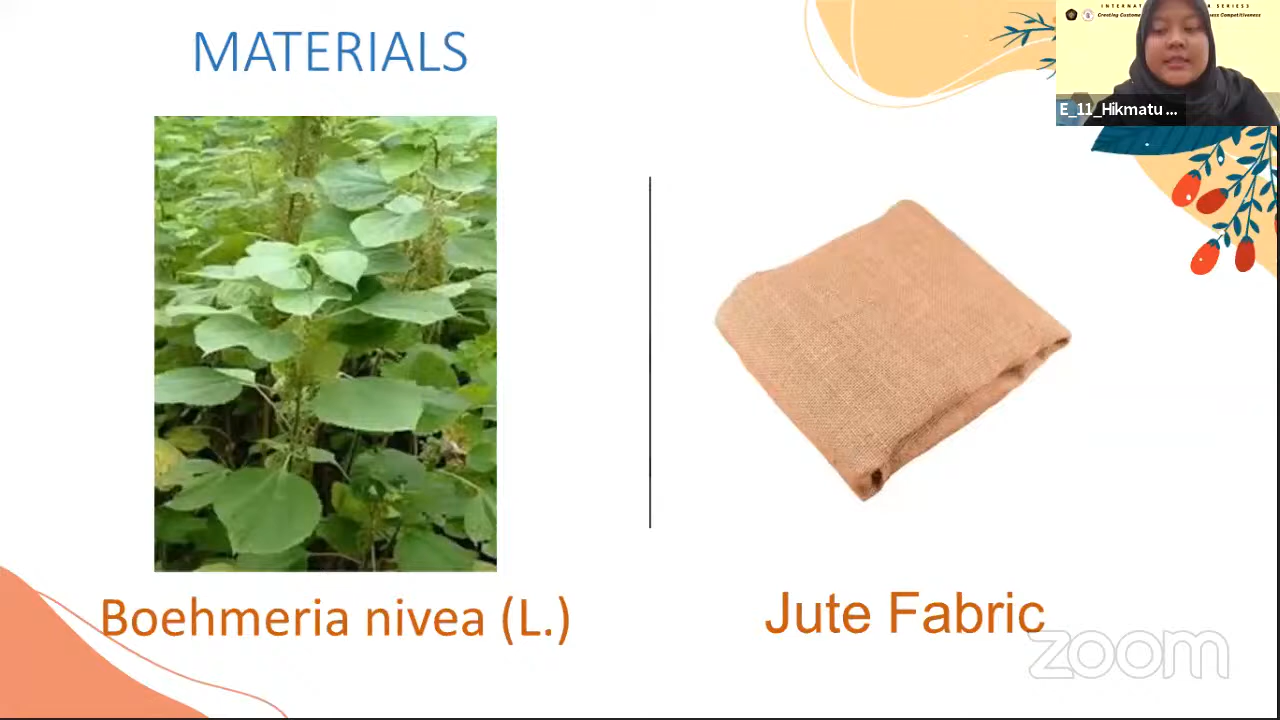 MATERIALS
E_11_Hikmatu ...
Boehmeria nivea (L.)
Jute Fabric
zoom